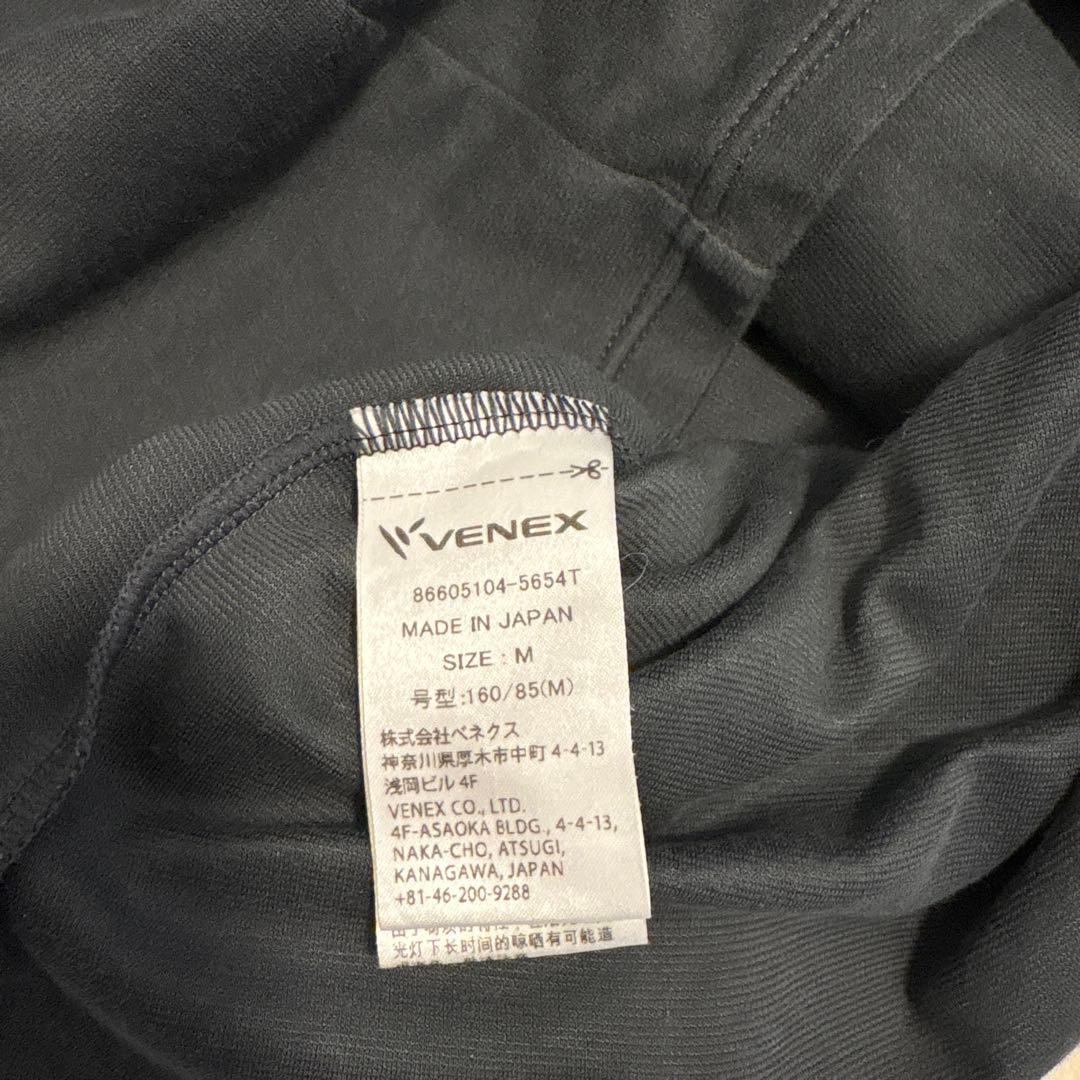 VENEX
86605104-5654T
MADE IN JAPAN
SIZE : M
号型:160/85(M)
株式会社ベネクス
神奈川県厚木市中町 4-4-13
浅岡ビル 4F
VENEX CO., LTD.
4F-ASAOKA BLDG., 4-4-13,
NAKA-CHO, ATSUGI,
KANAGAWA, JAPAN
+81-46-200-9288
光灯下长时间的晾晒有可能造